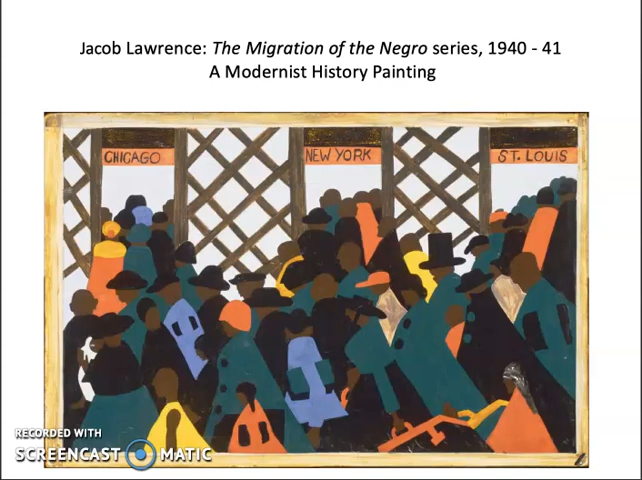 Jacob Lawrence: The Migration of the Negro series, 1940 - 41
A Modernist History Painting
CHICAGO
NEW YORK
ST. LOUIS
RECORDED WITH
SCREENCAST MATIC